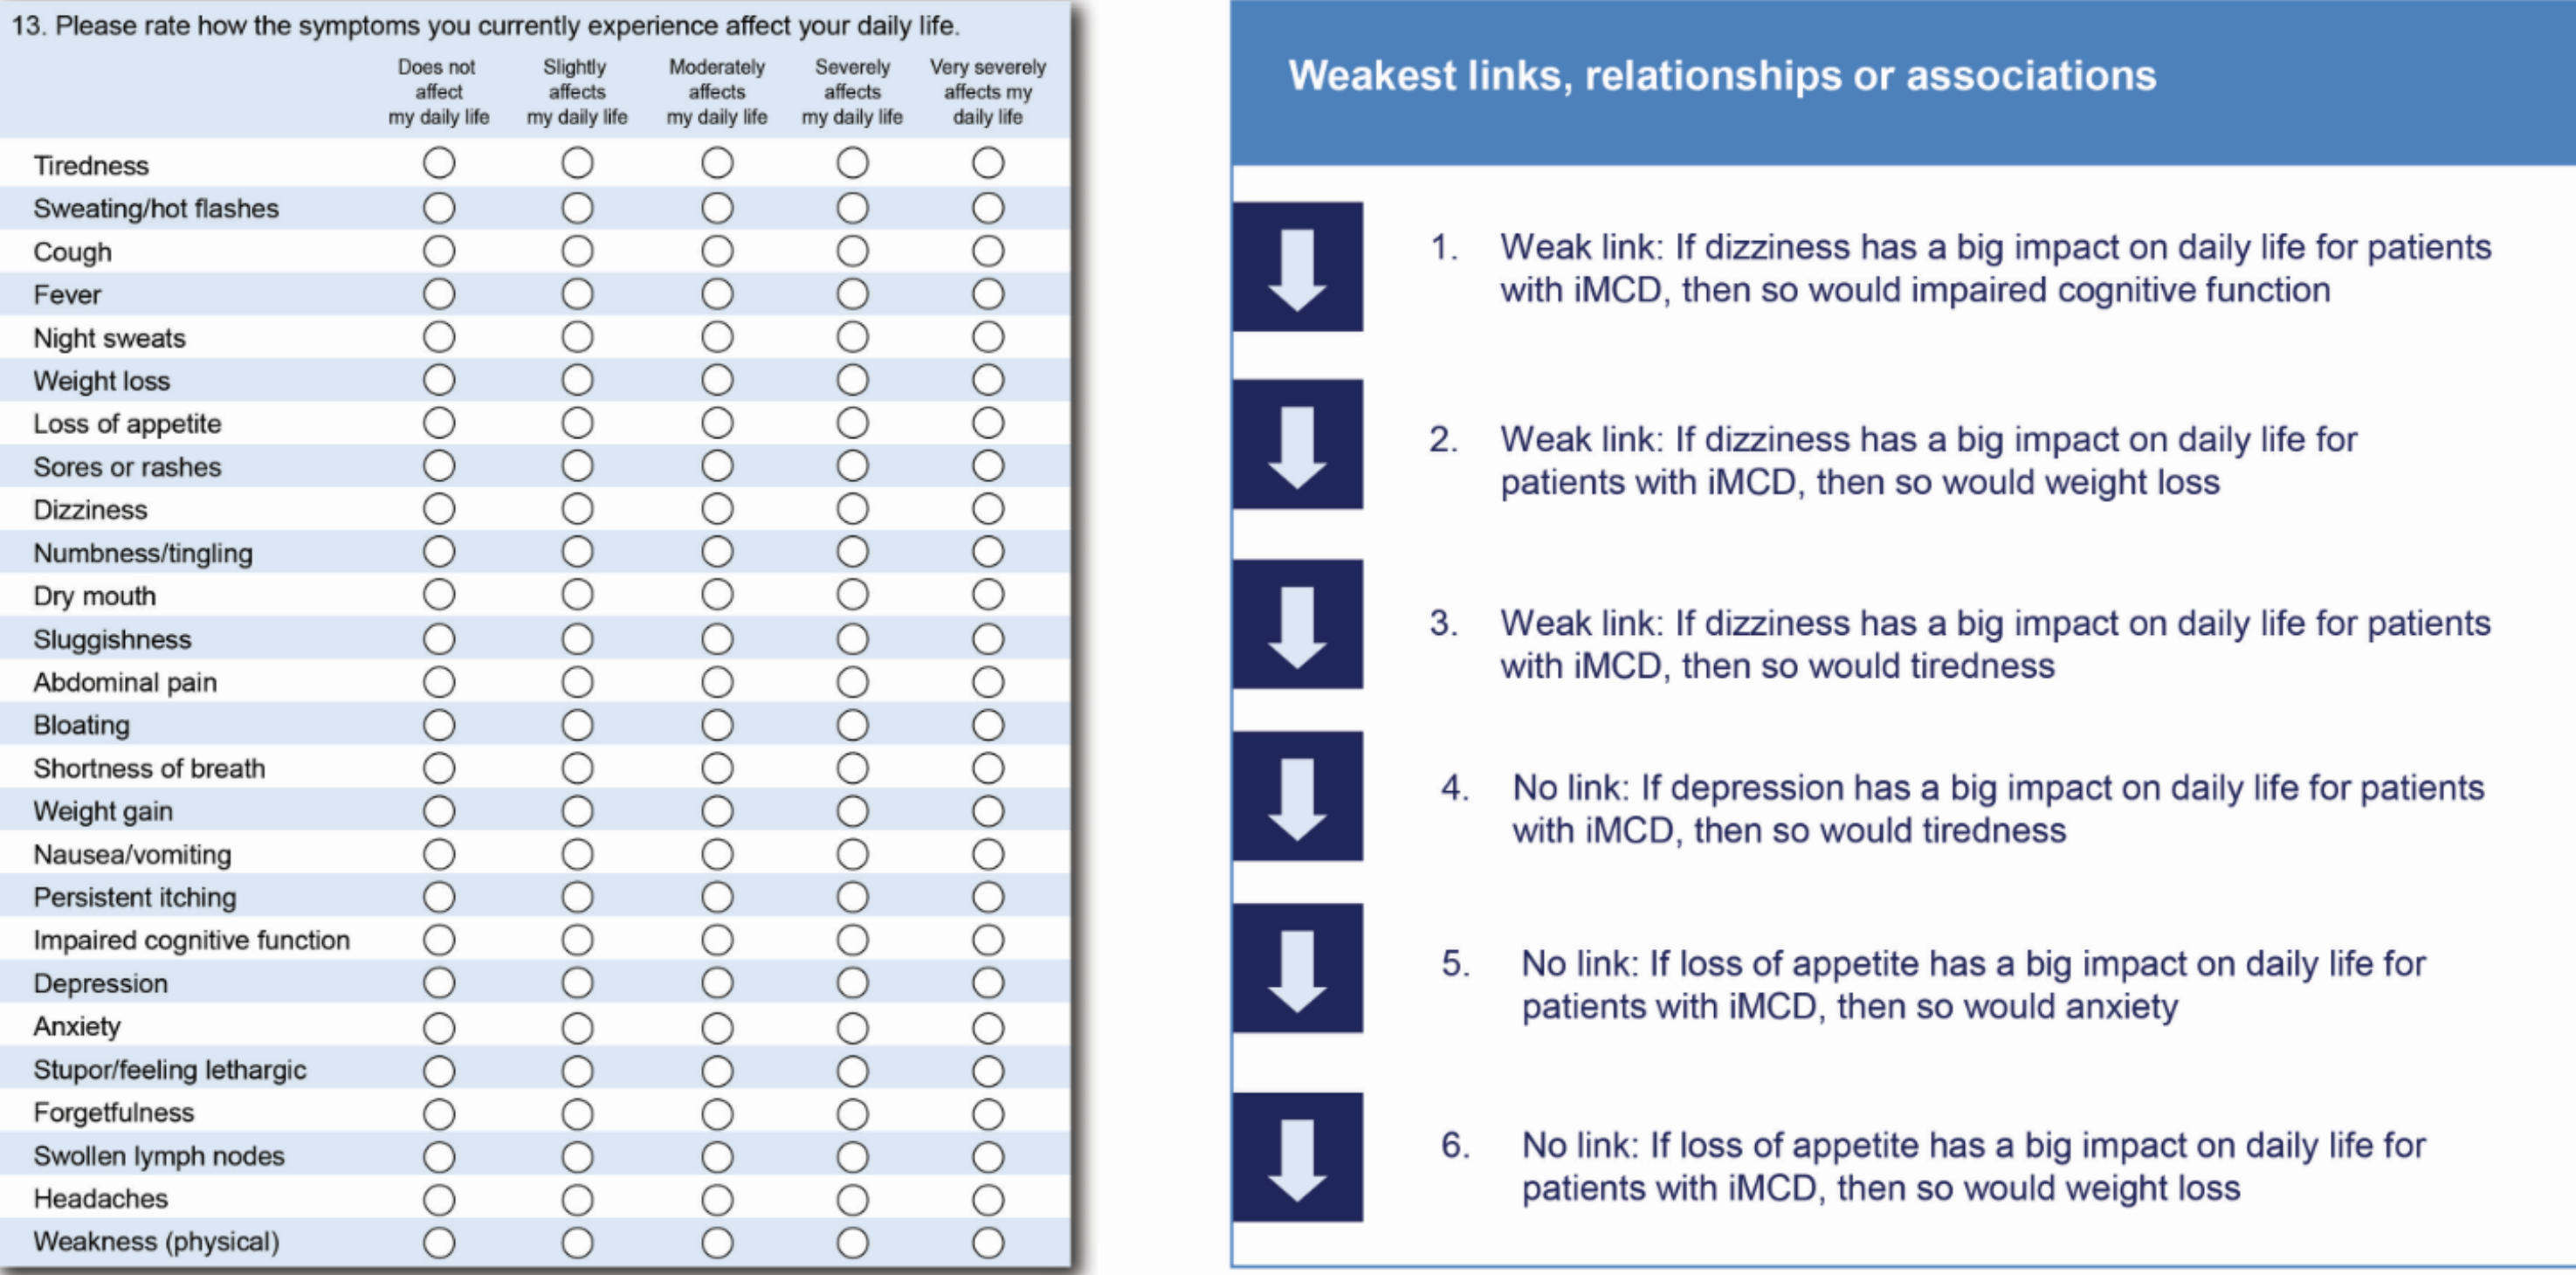 13. Please rate how the symptoms you currently experience affect your daily life.
Does not affect my daily life
Slightly affects my daily life
Moderately affects my daily life
Severely affects my daily life
Very severely affects my daily life
Tiredness
Sweating/hot flashes
Cough
Fever
Night sweats
Weight loss
Loss of appetite
Sores or rashes
Dizziness
Numbness/tingling
Dry mouth
Sluggishness
Abdominal pain
Bloating
Shortness of breath
Weight gain
Nausea/vomiting
Persistent itching
Impaired cognitive function
Depression
Anxiety
Stupor/feeling lethargic
Forgetfulness
Swollen lymph nodes
Headaches
Weakness (physical)
Weakest links, relationships or associations
1. Weak link: If dizziness has a big impact on daily life for patients
with iMCD, then so would impaired cognitive function
2. Weak link: If dizziness has a big impact on daily life for
patients with iMCD, then so would weight loss
3. Weak link: If dizziness has a big impact on daily life for patients
with iMCD, then so would tiredness
4. No link: If depression has a big impact on daily life for patients
with iMCD, then so would tiredness
5. No link: If loss of appetite has a big impact on daily life for
patients with iMCD, then so would anxiety
6. No link: If loss of appetite has a big impact on daily life for
patients with iMCD, then so would weight loss